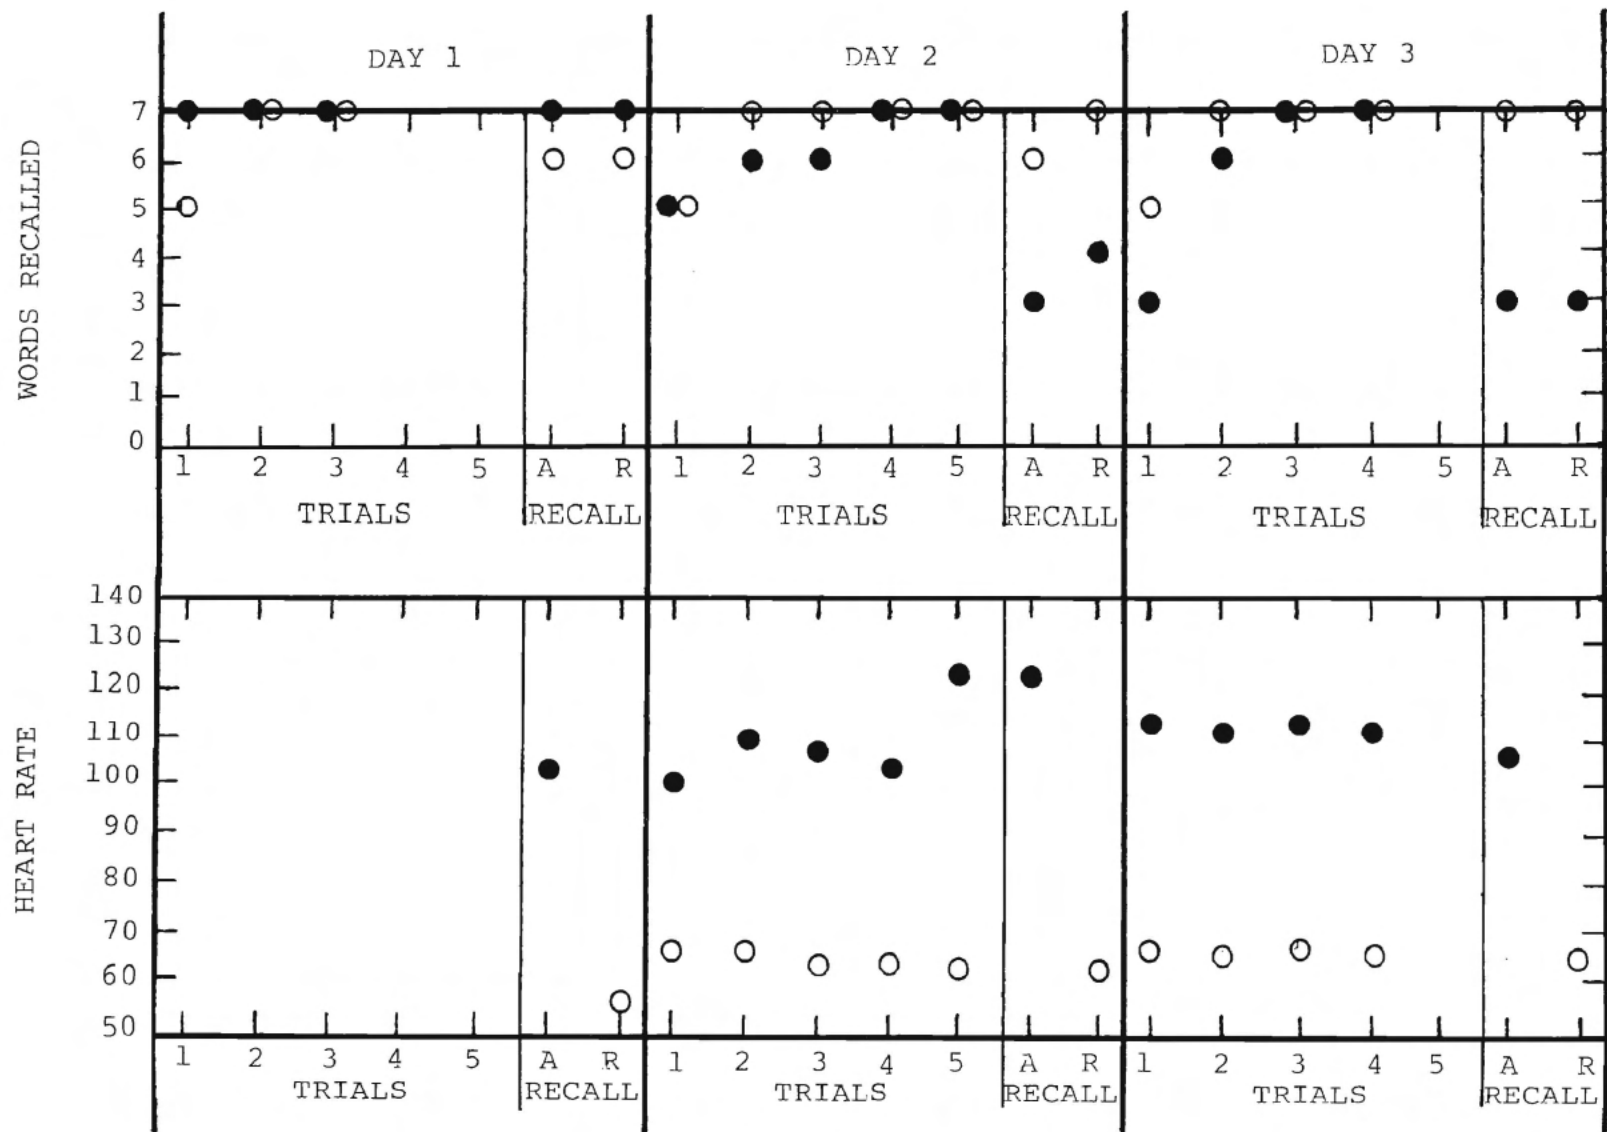 DAY 1 DAY 2 DAY 3
WORDS RECALLED
7
6
5
4
3
2
1
0
1 2 3 4 5 A R 1 2 3 4 5 A R 1 2 3 4 5 A R
TRIALS RECALL TRIALS RECALL TRIALS RECALL
HEART RATE
140
130
120
110
100
90
80
70
60
50
1 2 3 4 5 A R 1 2 3 4 5 A R 1 2 3 4 5 A R
TRIALS RECALL TRIALS RECALL TRIALS RECALL